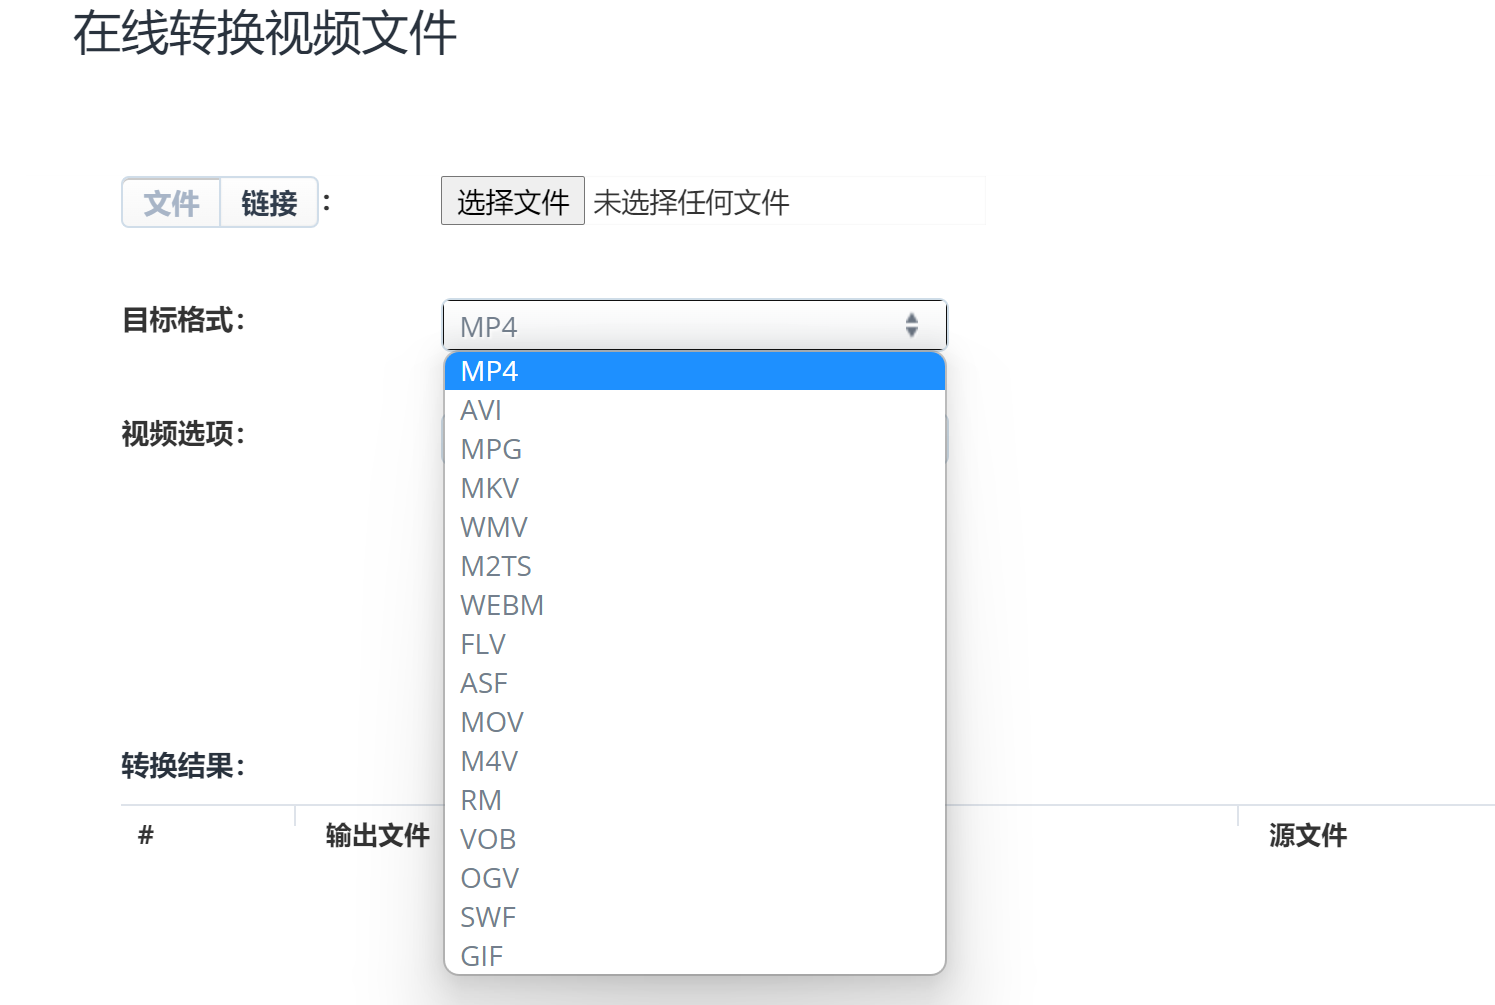 在线转换视频文件
文件 链接 : 选择文件 未选择任何文件
目标格式: MP4
MP4
AVI
视频选项:
MPG
MKV
WMV
M2TS
WEBM
FLV
ASF
MOV
M4V
转换结果:
RM
# 输出文件 源文件
VOB
OGV
SWF
GIF